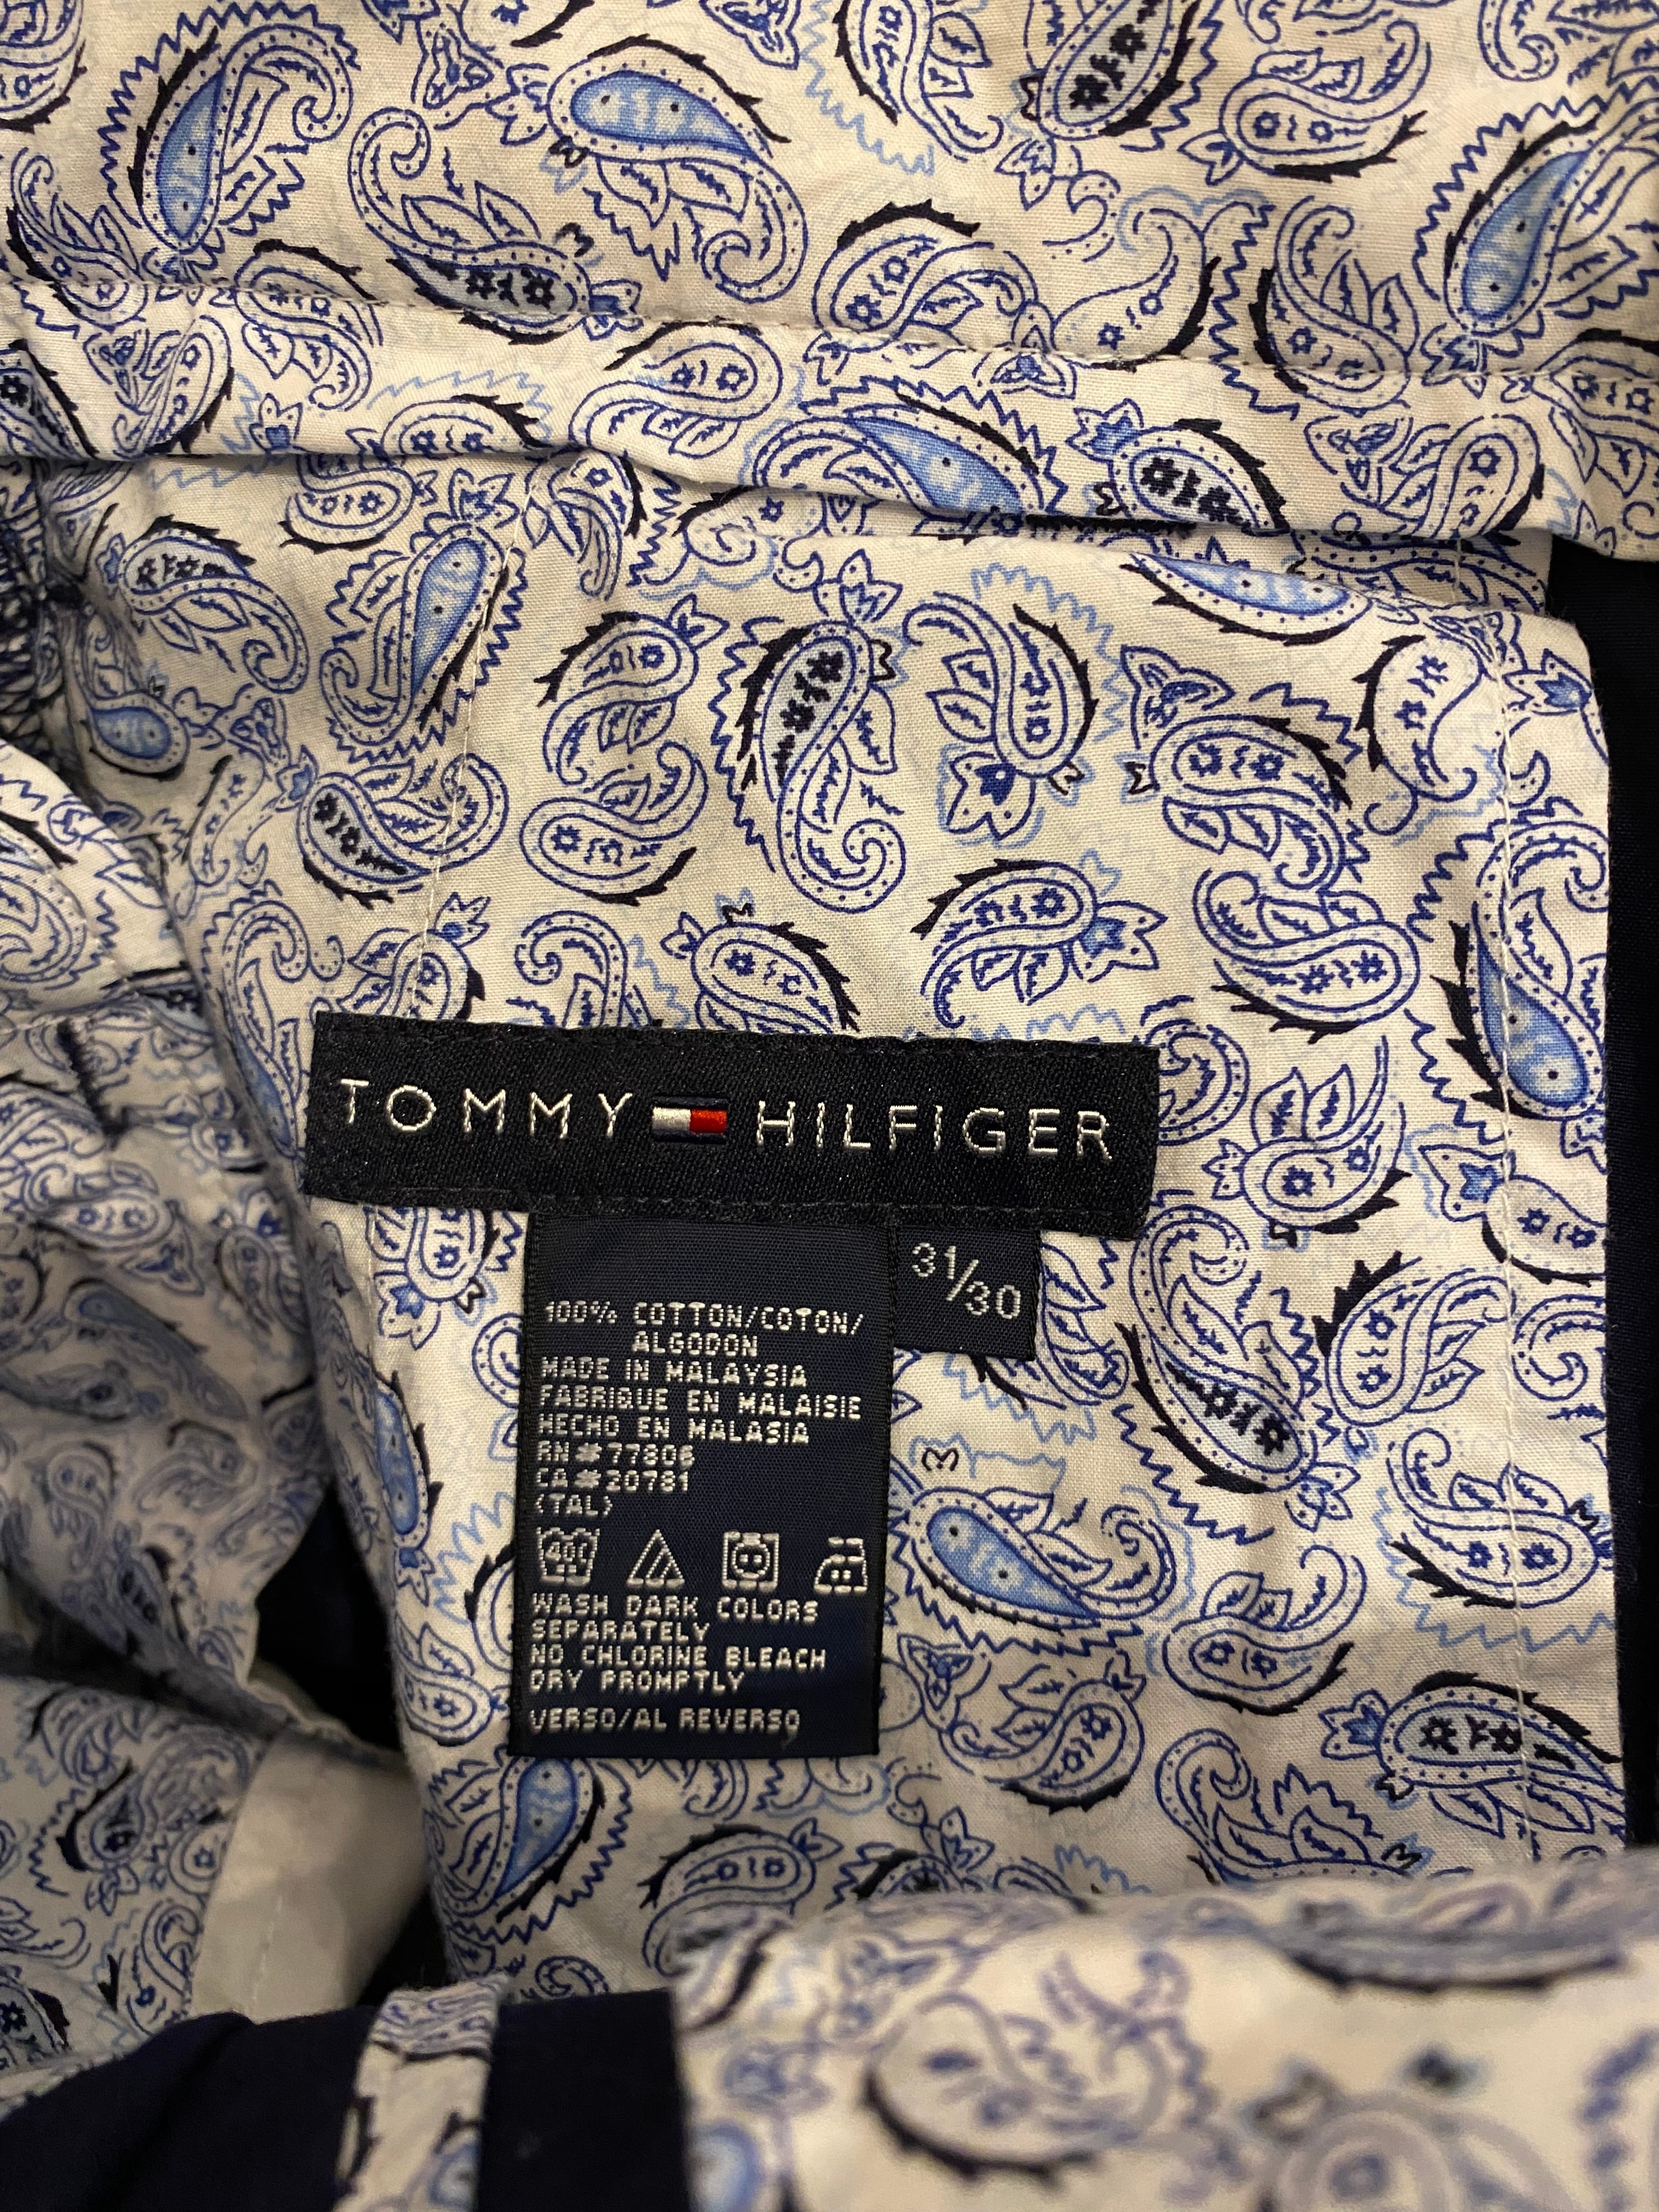 TOMMY HILFIGER
31/30
100% COTTON/COTON/
ALGODON
MADE IN MALAYSIA
FABRIQUE EN MALAISIE
HECHO EN MALASIA
RN#77806
CA#20781
(TAL)
40
WASH DARK COLORS
SEPARATELY
NO CHLORINE BLEACH
DRY PROMPTLY
VERSO/AL REVERSO